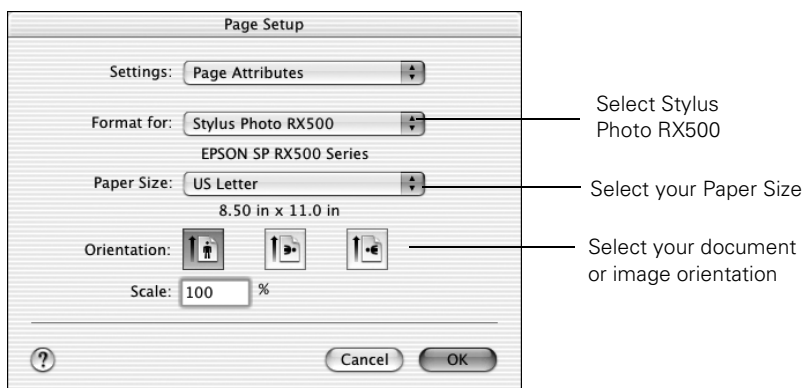 Page Setup
Settings: Page Attributes
Format for: Stylus Photo RX500
EPSON SP RX500 Series
Paper Size: US Letter
8.50 in x 11.0 in
Orientation:
Scale: 100 %
? Cancel OK
Select Stylus
Photo RX500
Select your Paper Size
Select your document
or image orientation